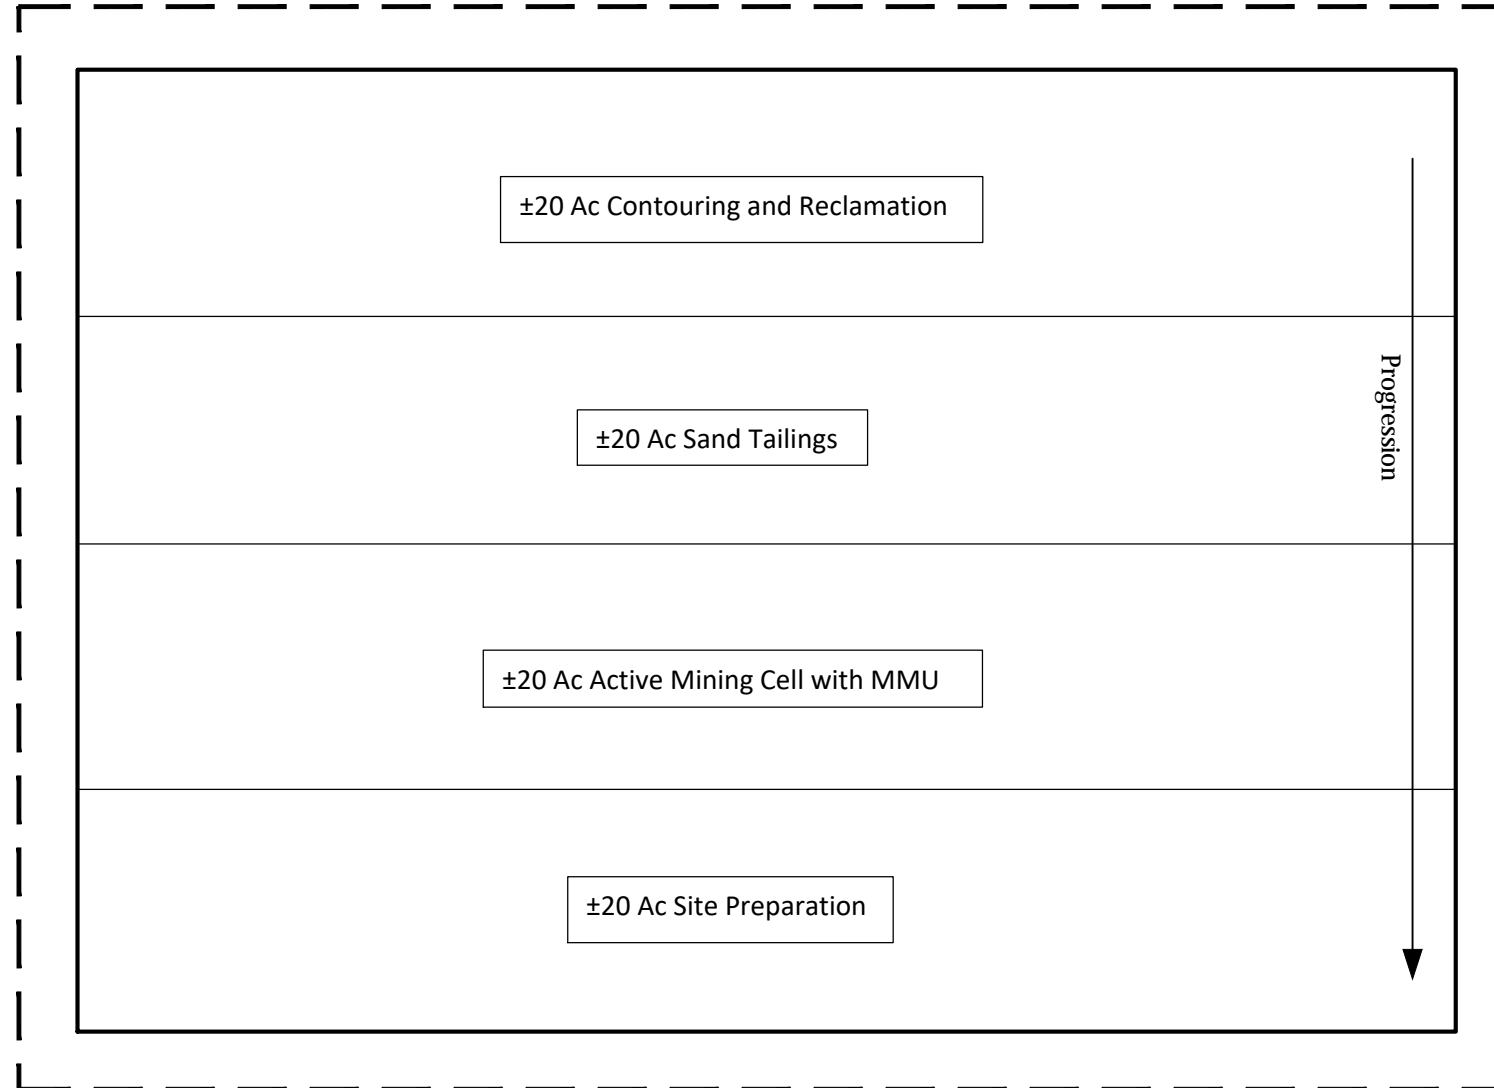 ±20 Ac Contouring and Reclamation
Progression
±20 Ac Sand Tailings
±20 Ac Active Mining Cell with MMU
±20 Ac Site Preparation